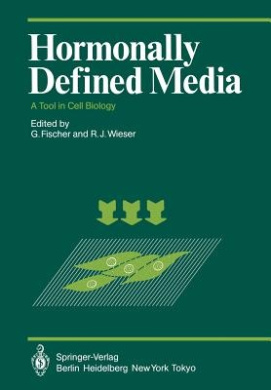 Hormonally
Defined Media
A Tool in Cell Biology
Edited by
G. Fischer and R. J. Wieser
Springer-Verlag
Berlin Heidelberg New York Tokyo